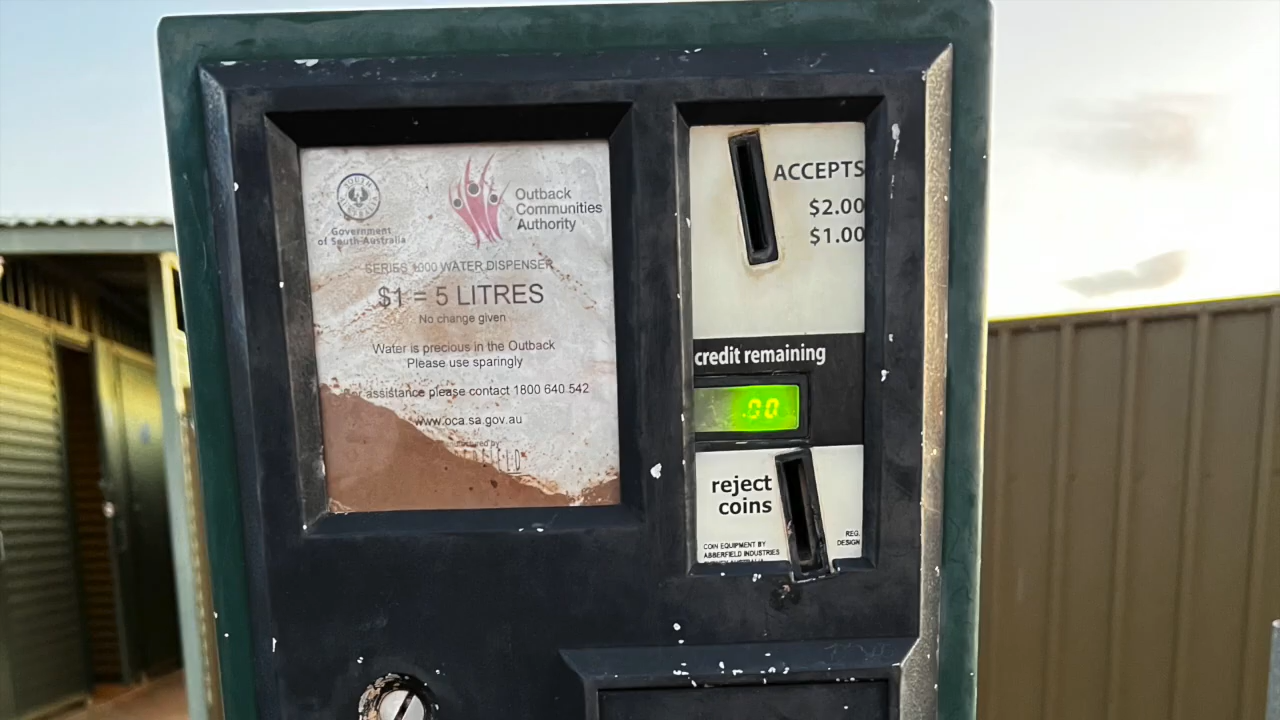 SOUTH
AUSTRALIA
Government
of South Australia
Outback
Communities
Authority
SERIES 1000 WATER DISPENSER
$1 = 5 LITRES
No change given
Water is precious in the Outback
Please use sparingly
For assistance please contact 1800 640 542
www.oca.sa.gov.au
ACCEPTS
$2.00
$1.00
credit remaining
.00
reject
coins
COIN EQUIPMENT BY
ABBERFIELD INDUSTRIES
REG.
DESIGN